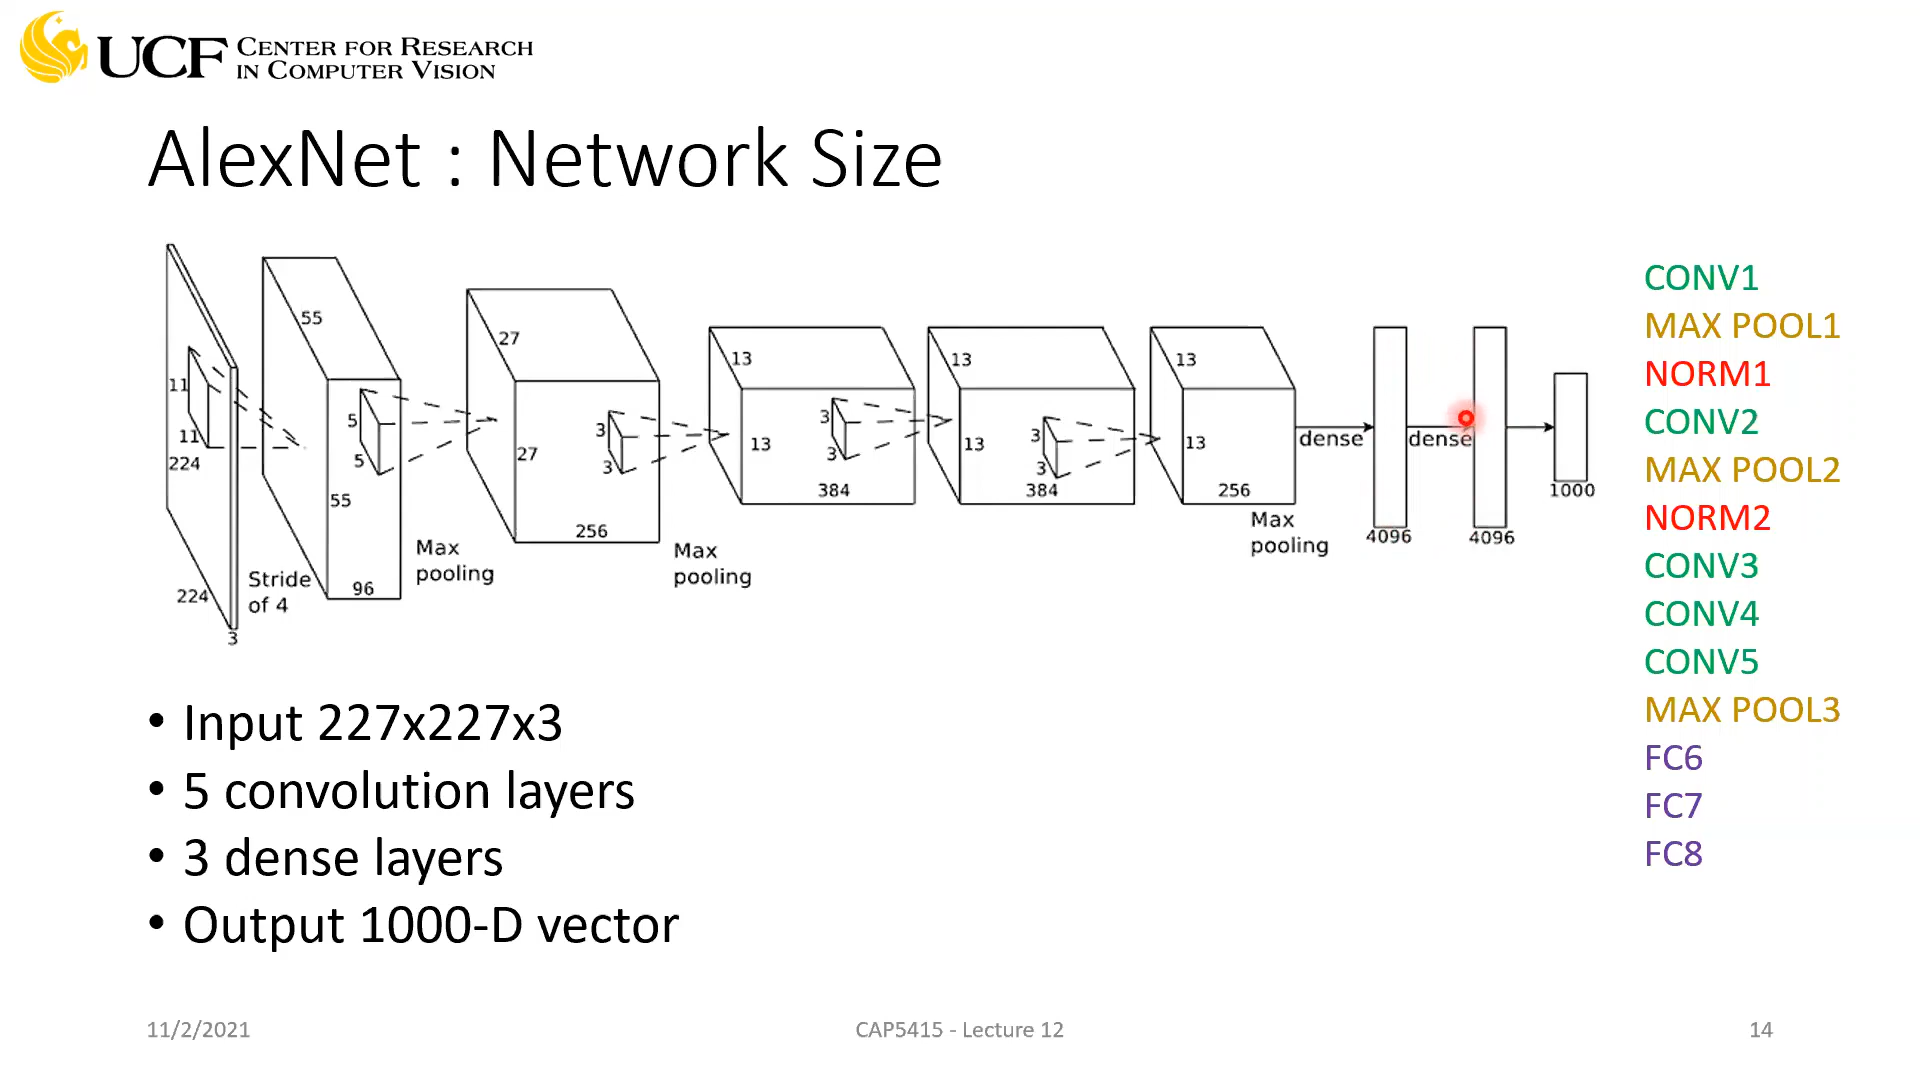 UCF CENTER FOR RESEARCH
IN COMPUTER VISION
AlexNet : Network Size
11
11
224
224
3
Stride
of 4
55
55
96
5
5
Max
pooling
27
27
256
3
3
Max
pooling
13
13
384
3
3
13
13
384
3
3
13
13
256
Max
pooling
dense
4096
dense
4096
1000
CONV1
MAX POOL1
NORM1
CONV2
MAX POOL2
NORM2
CONV3
CONV4
CONV5
MAX POOL3
FC6
FC7
FC8
• Input 227x227x3
• 5 convolution layers
• 3 dense layers
• Output 1000-D vector
11/2/2021
CAP5415 - Lecture 12
14